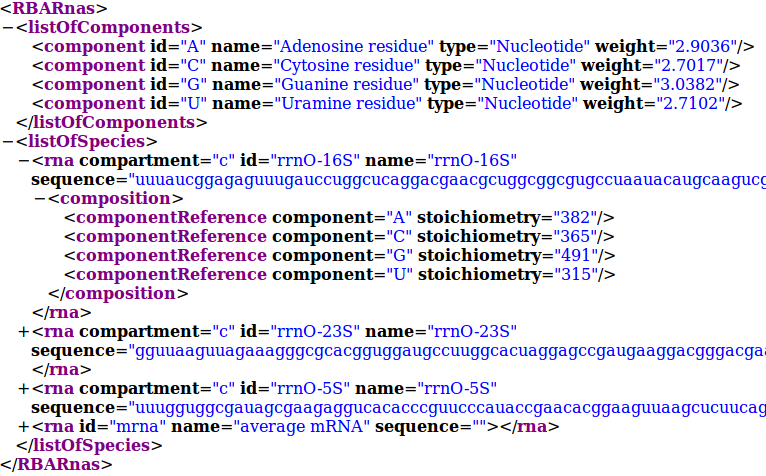 <RBARnas>
−<listOfComponents>
<component id="A" name="Adenosine residue" type="Nucleotide" weight="2.9036"/>
<component id="C" name="Cytosine residue" type="Nucleotide" weight="2.7017"/>
<component id="G" name="Guanine residue" type="Nucleotide" weight="3.0382"/>
<component id="U" name="Uramine residue" type="Nucleotide" weight="2.7102"/>
</listOfComponents>
−<listOfSpecies>
−<rna compartment="c" id="rrnO-16S" name="rrnO-16S"
sequence="uuuaucggagaguuugauccuggcucaggacgaacgcuggcggcgugccuaauacaugcaagucg
−<composition>
<componentReference component="A" stoichiometry="382"/>
<componentReference component="C" stoichiometry="365"/>
<componentReference component="G" stoichiometry="491"/>
<componentReference component="U" stoichiometry="315"/>
</composition>
</rna>
+<rna compartment="c" id="rrnO-23S" name="rrnO-23S"
sequence="gguuaaguuagaaagggcgcacgguggaugccuuggcacuaggagccgaugaaggacgggacgaa
</rna>
+<rna compartment="c" id="rrnO-5S" name="rrnO-5S"
sequence="uuugguggcgauagcgaagaggucacacccguucccauaccgaacacggaaguuaagcucuucag
+<rna id="mrna" name="average mRNA" sequence=""></rna>
</listOfSpecies>
</RBARnas>